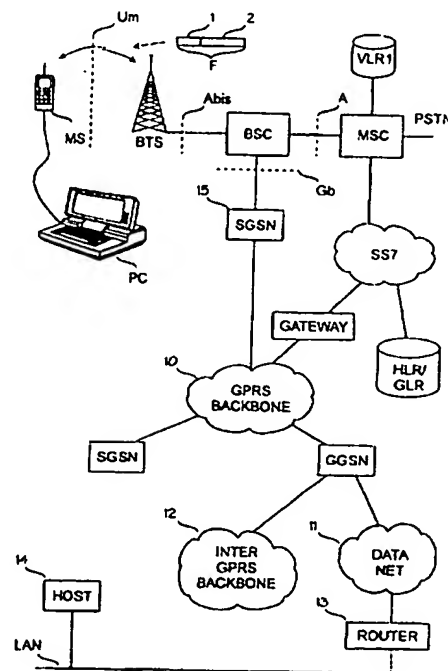 Um
1
2
F
VLR1
Abis
A
MS
BTS
BSC
MSC
PSTN
Gb
15
SGSN
PC
SS7
GATEWAY
10
GPRS
BACKBONE
HLR/
GLR
SGSN
GGSN
12
11
INTER
GPRS
BACKBONE
DATA
NET
14
13
HOST
ROUTER
LAN